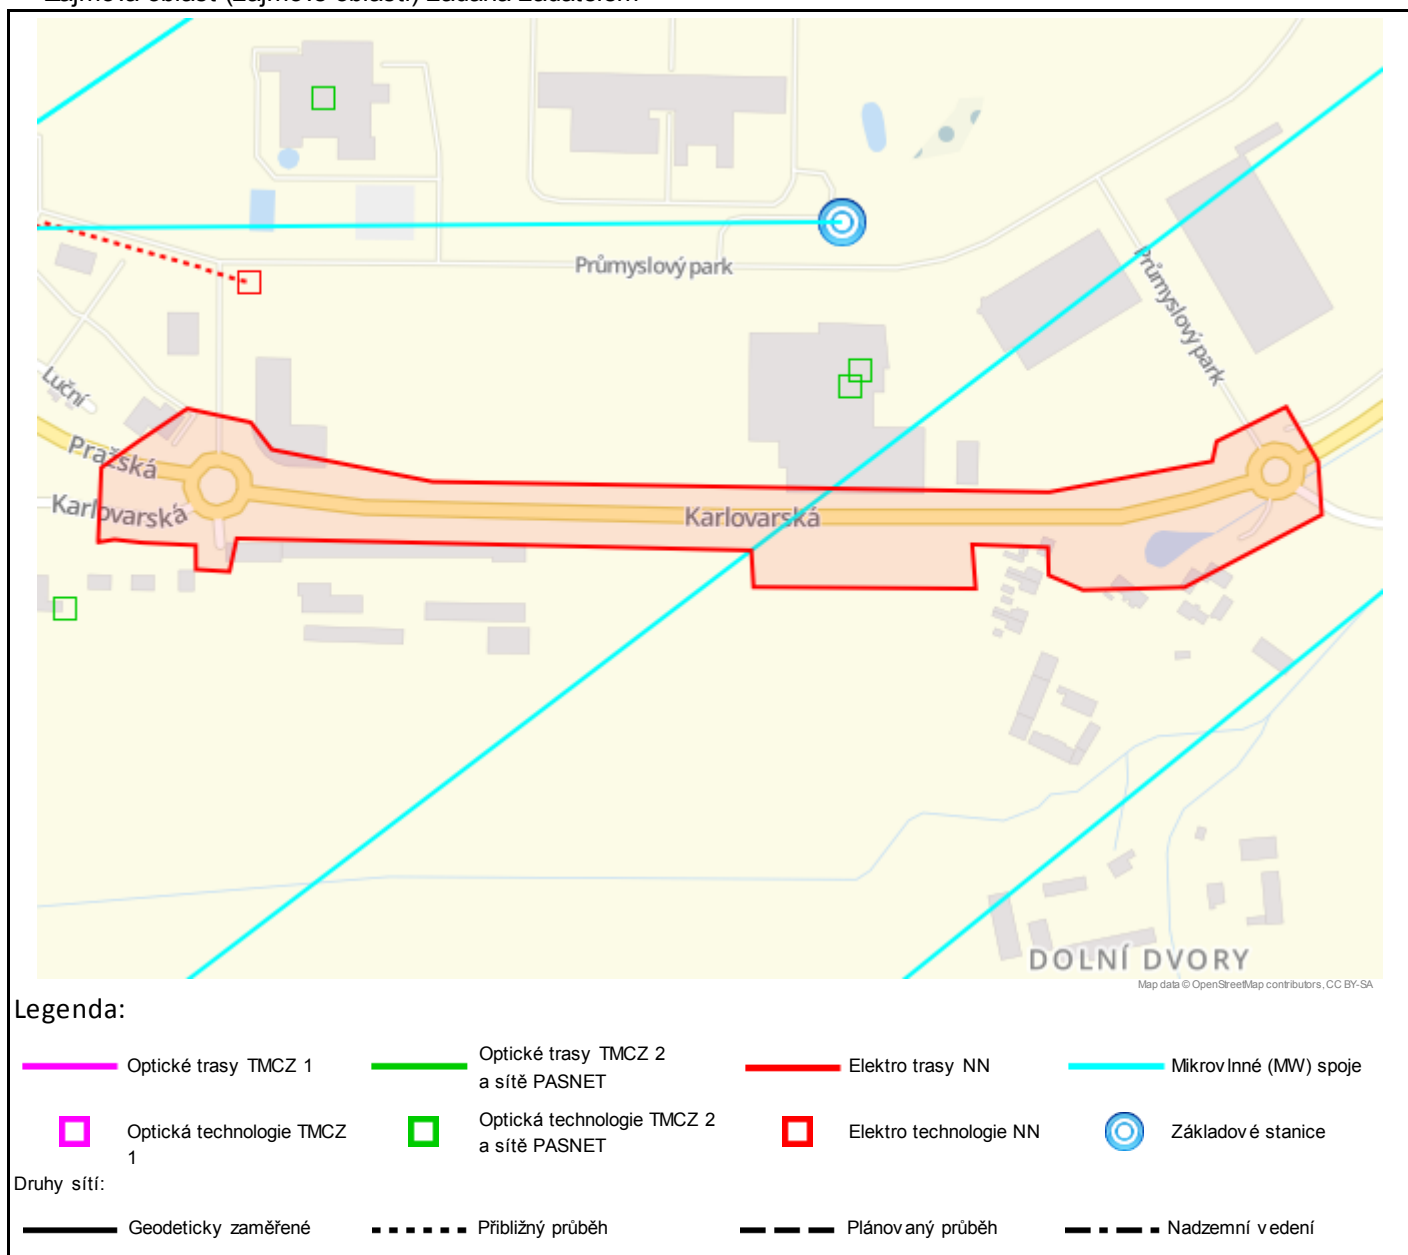 Průmyslový park
Průmyslový park
Luční
Pražská
Karlovarská
Karlovarská
DOLNÍ DVORY
Map data © OpenStreetMap contributors, CC BY-SA
Legenda:
Optické trasy TMCZ 1
Optické trasy TMCZ 2
a sítě PASNET
Elektro trasy NN
Mikrovlnné (MW) spoje
Optická technologie TMCZ
1
Optická technologie TMCZ 2
a sítě PASNET
Elektro technologie NN
Základové stanice
Druhy sítí:
Geodeticky zaměřené
Přibližný průběh
Plánovaný průběh
Nadzemní vedení